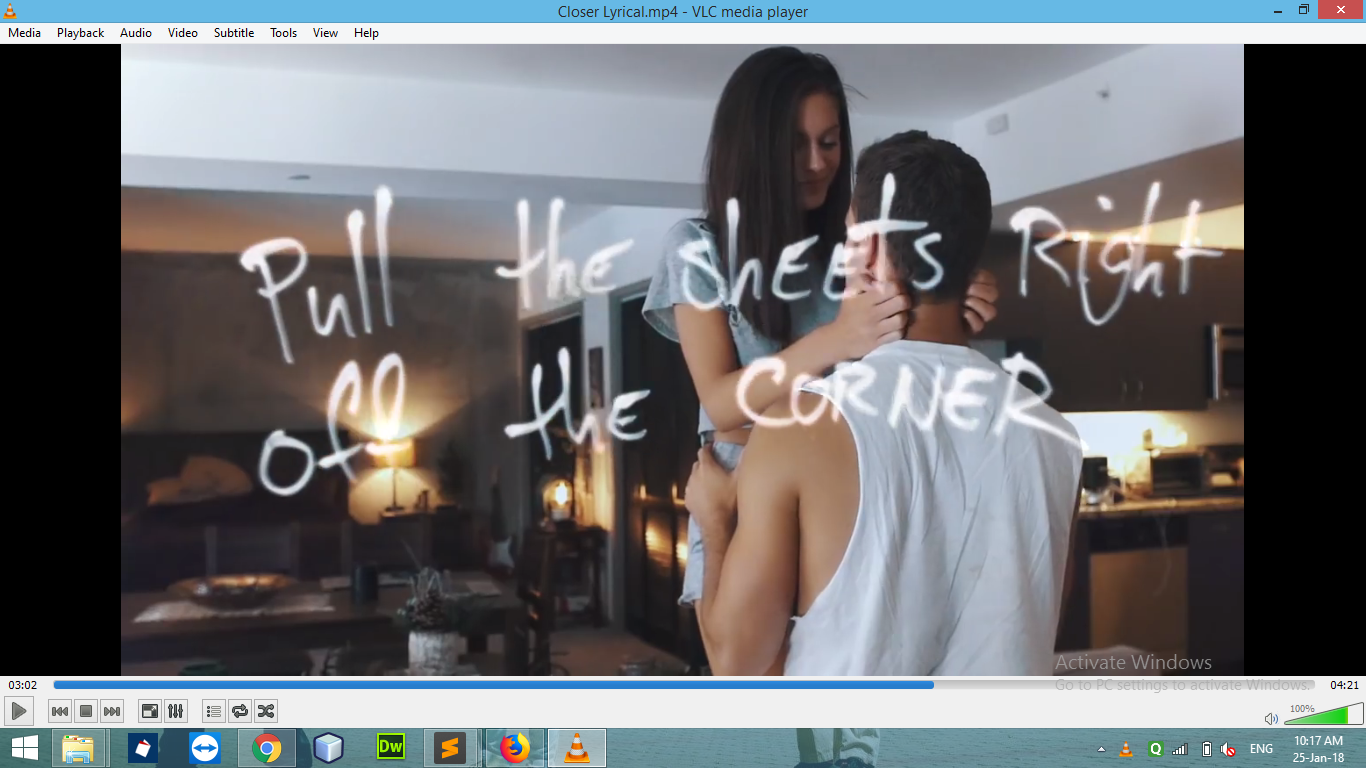 Closer Lyrical.mp4 - VLC media player
Media Playback Audio Video Subtitle Tools View Help
Pull the sheets Right
off the CORNER
Activate Windows
Go to PC settings to activate Windows.
03:02 04:21
100%
Dw Q ENG 10:17 AM
25-Jan-18